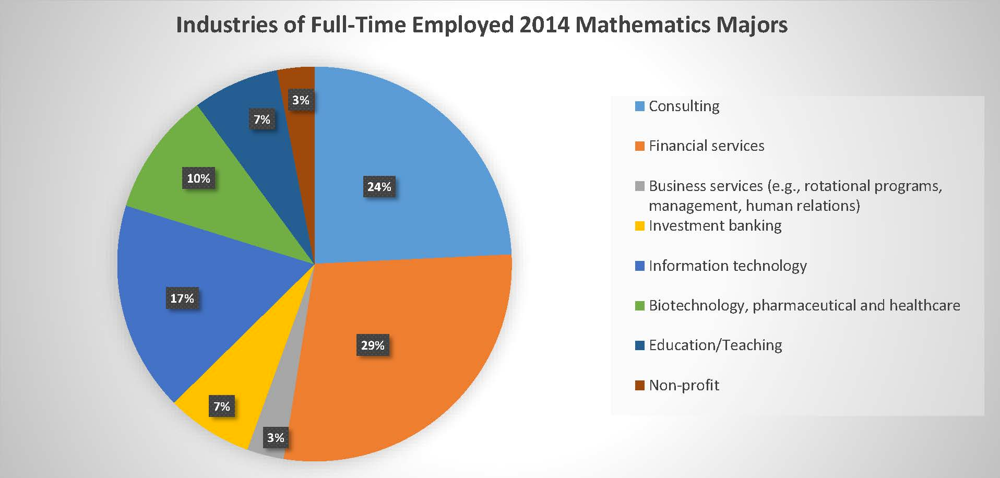 Industries of Full-Time Employed 2014 Mathematics Majors
3%
7%
10%
24%
17%
29%
7%
3%
Consulting
Financial services
Business services (e.g., rotational programs,
management, human relations)
Investment banking
Information technology
Biotechnology, pharmaceutical and healthcare
Education/Teaching
Non-profit